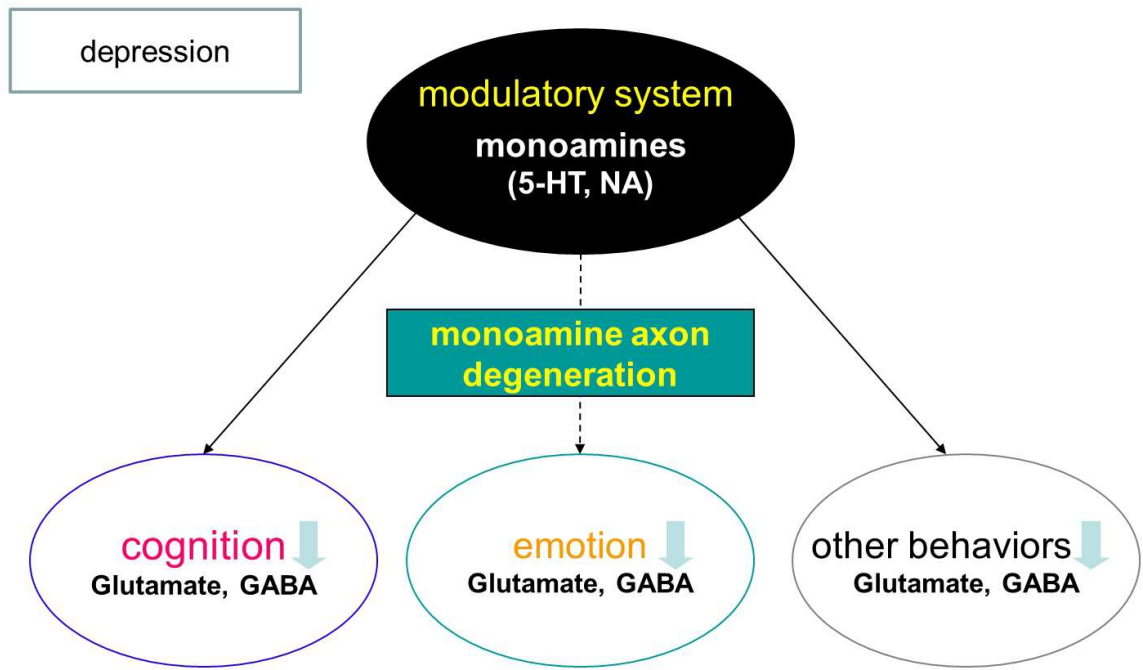 depression
modulatory system
monoamines
(5-HT, NA)
monoamine axon
degeneration
cognition
Glutamate, GABA
emotion
Glutamate, GABA
other behaviors
Glutamate, GABA